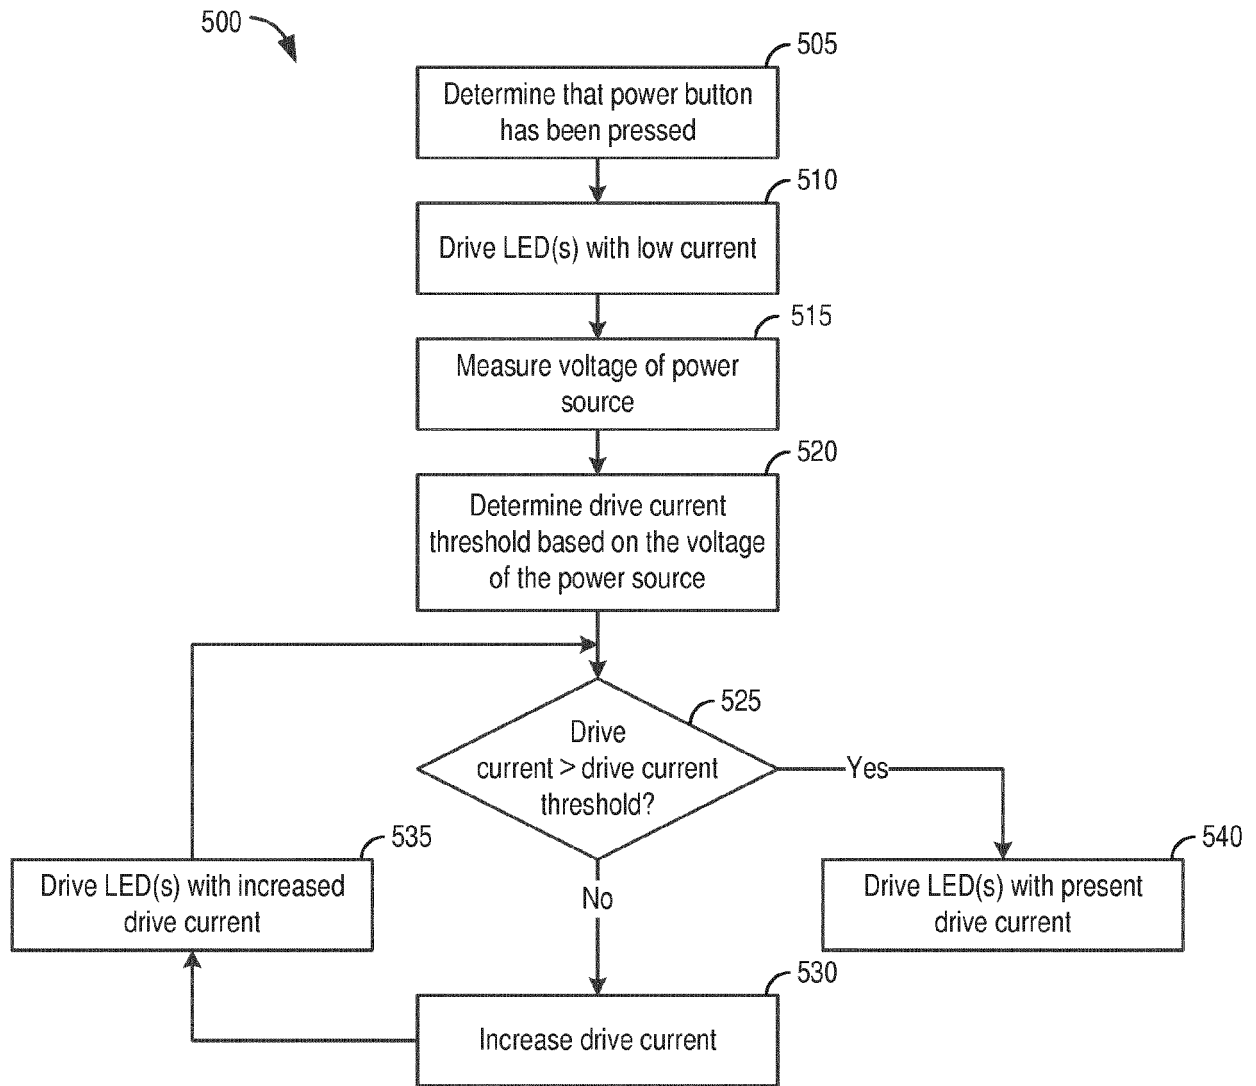 500
505
Determine that power button
has been pressed
510
Drive LED(s) with low current
515
Measure voltage of power
source
520
Determine drive current
threshold based on the voltage
of the power source
525
Drive
current > drive current
threshold?
Yes
No
535
Drive LED(s) with increased
drive current
540
Drive LED(s) with present
drive current
530
Increase drive current